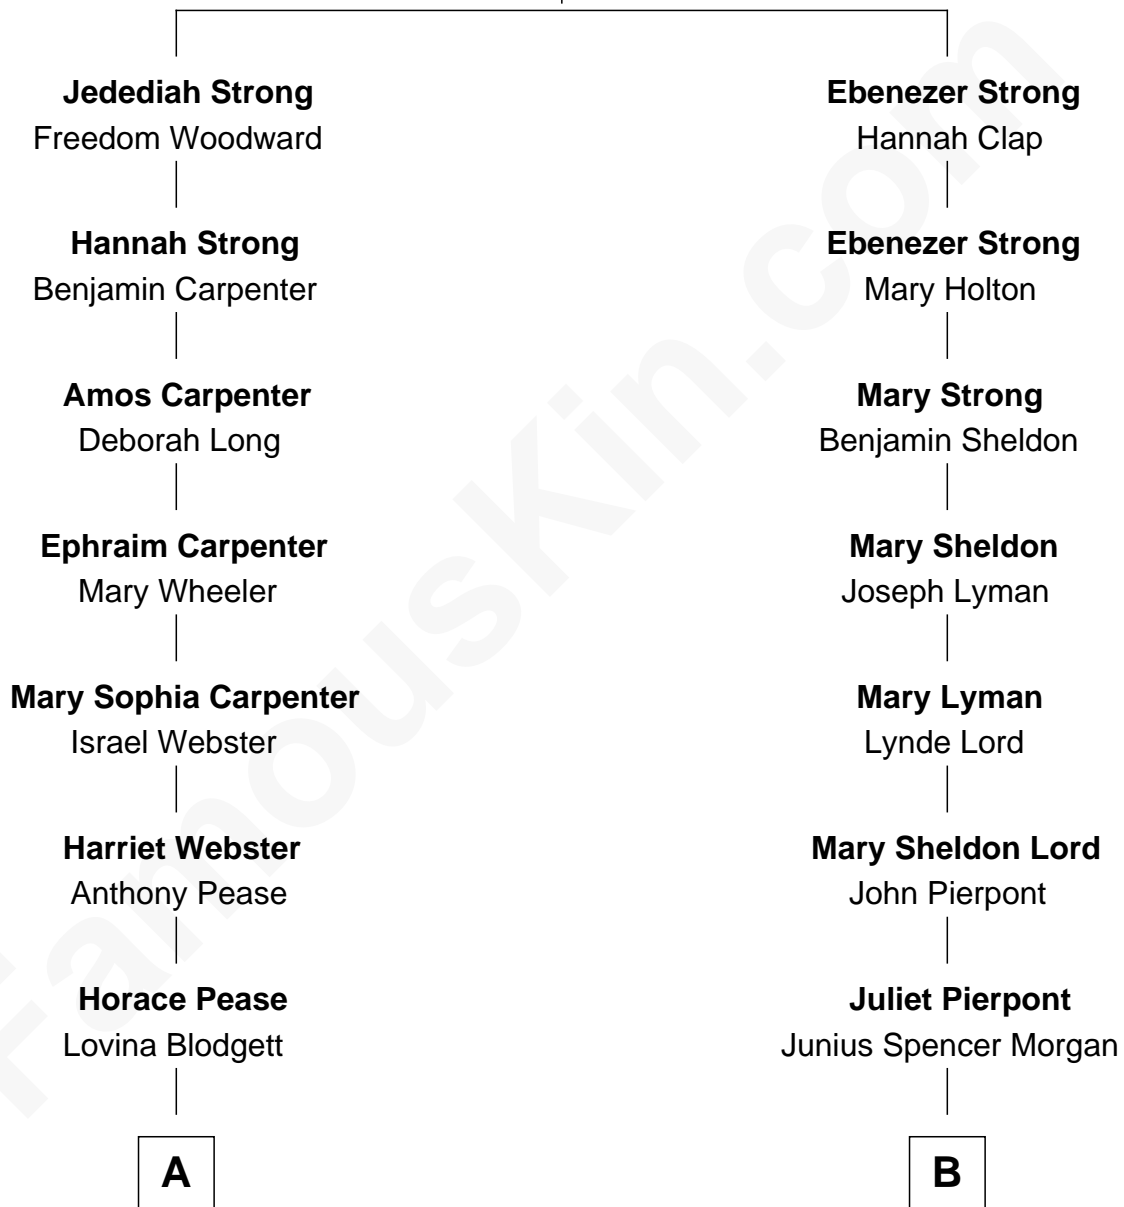 Jedediah Strong
Freedom Woodward
Hannah Strong
Benjamin Carpenter
Amos Carpenter
Deborah Long
Ephraim Carpenter
Mary Wheeler
Mary Sophia Carpenter
Israel Webster
Harriet Webster
Anthony Pease
Horace Pease
Lovina Blodgett
A
Ebenezer Strong
Hannah Clap
Ebenezer Strong
Mary Holton
Mary Strong
Benjamin Sheldon
Mary Sheldon
Joseph Lyman
Mary Lyman
Lynde Lord
Mary Sheldon Lord
John Pierpont
Juliet Pierpont
Junius Spencer Morgan
B
FamousKin.com